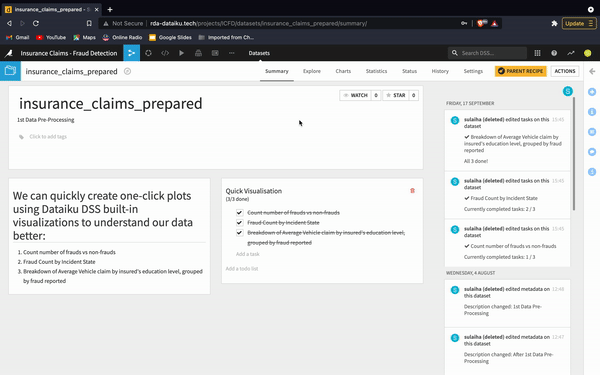 insurance_claims_prepared - S
Not Secure | rda-dataiku.tech/projects/ICFD/datasets/insurance_claims_prepared/summary/
Update
Gmail YouTube Maps Online Radio Google Slides Imported From Sa...
Insurance Claims - Fraud Detection
Datasets
Search DSS...
insurance_claims_prepared
Summary Explore Charts Statistics Status History Settings
PARENT RECIPE
ACTIONS
insurance_claims_prepared
WATCH 0
STAR 0
1st Data Pre-Processing
Click to add tags
We can quickly create one-click plots
using Dataiku DSS built-in
visualizations to understand our data
better:
1. Count number of frauds vs non-frauds
2. Fraud Count by Incident State
3. Breakdown of Average Vehicle claim by insured's education level, grouped
by fraud reported
Quick Visualisation
(3/3 done)
Count number of frauds vs non-frauds
Fraud Count by Incident State
Breakdown of Average Vehicle claim by insured's education level,
grouped by fraud reported
Add a task
Add a tasks list
FRIDAY, 17 SEPTEMBER
sulaiha (deleted) edited tasks on this
dataset
Breakdown of Average Vehicle claim by
insured's education level, grouped by fraud
reported
All 3 done!
sulaiha (deleted) edited tasks on this
dataset
Fraud Count by Incident State
Currently completed tasks: 2 / 3
sulaiha (deleted) edited tasks on this
dataset
Count number of frauds vs non-frauds
Currently completed tasks: 1 / 3
WEDNESDAY, 4 AUGUST
sulaiha (deleted) edited metadata on
this dataset
Description changed: 1st Data Pre-
Processing
sulaiha (deleted) edited metadata on
this dataset
Description changed: After 1st Data Pre-
Processing